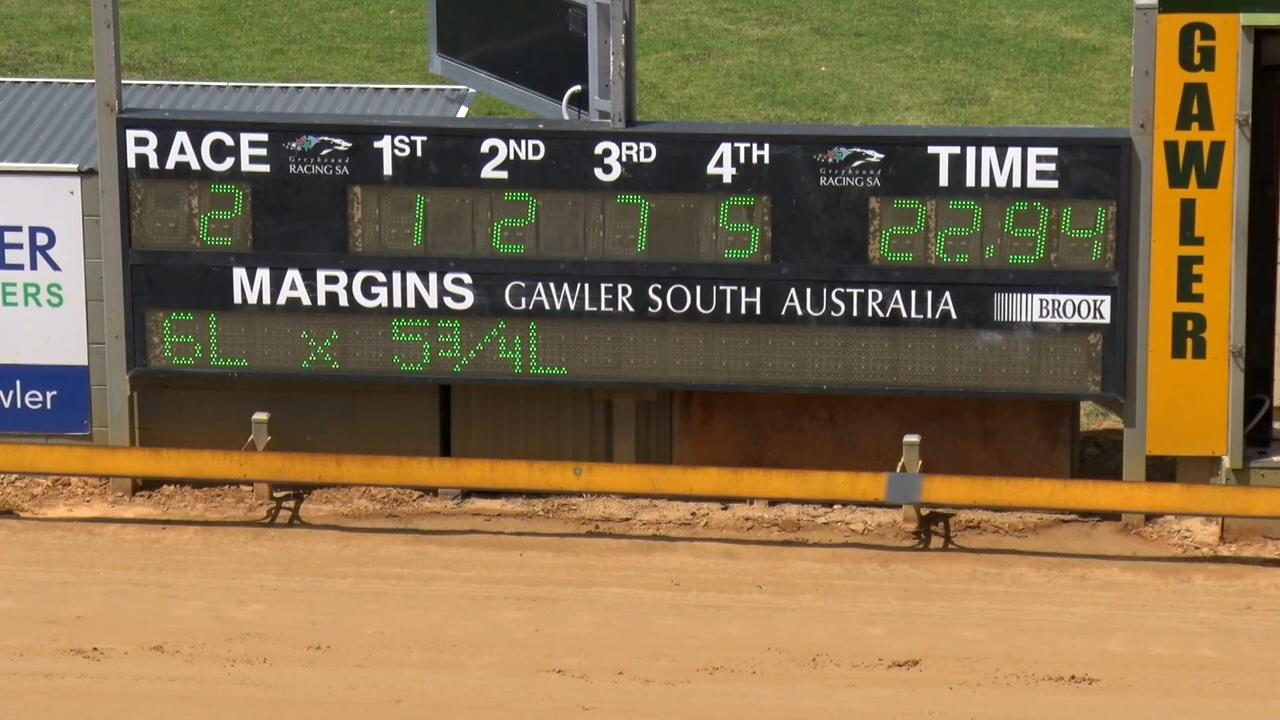 RACE Greyhound RACING SA 1ST 2ND 3RD 4TH Greyhound RACING SA TIME
2 1 2 7 5 22.94
MARGINS GAWLER SOUTH AUSTRALIA BROOK
6L x 5¾L
GAWLER
ER
ERS
wler